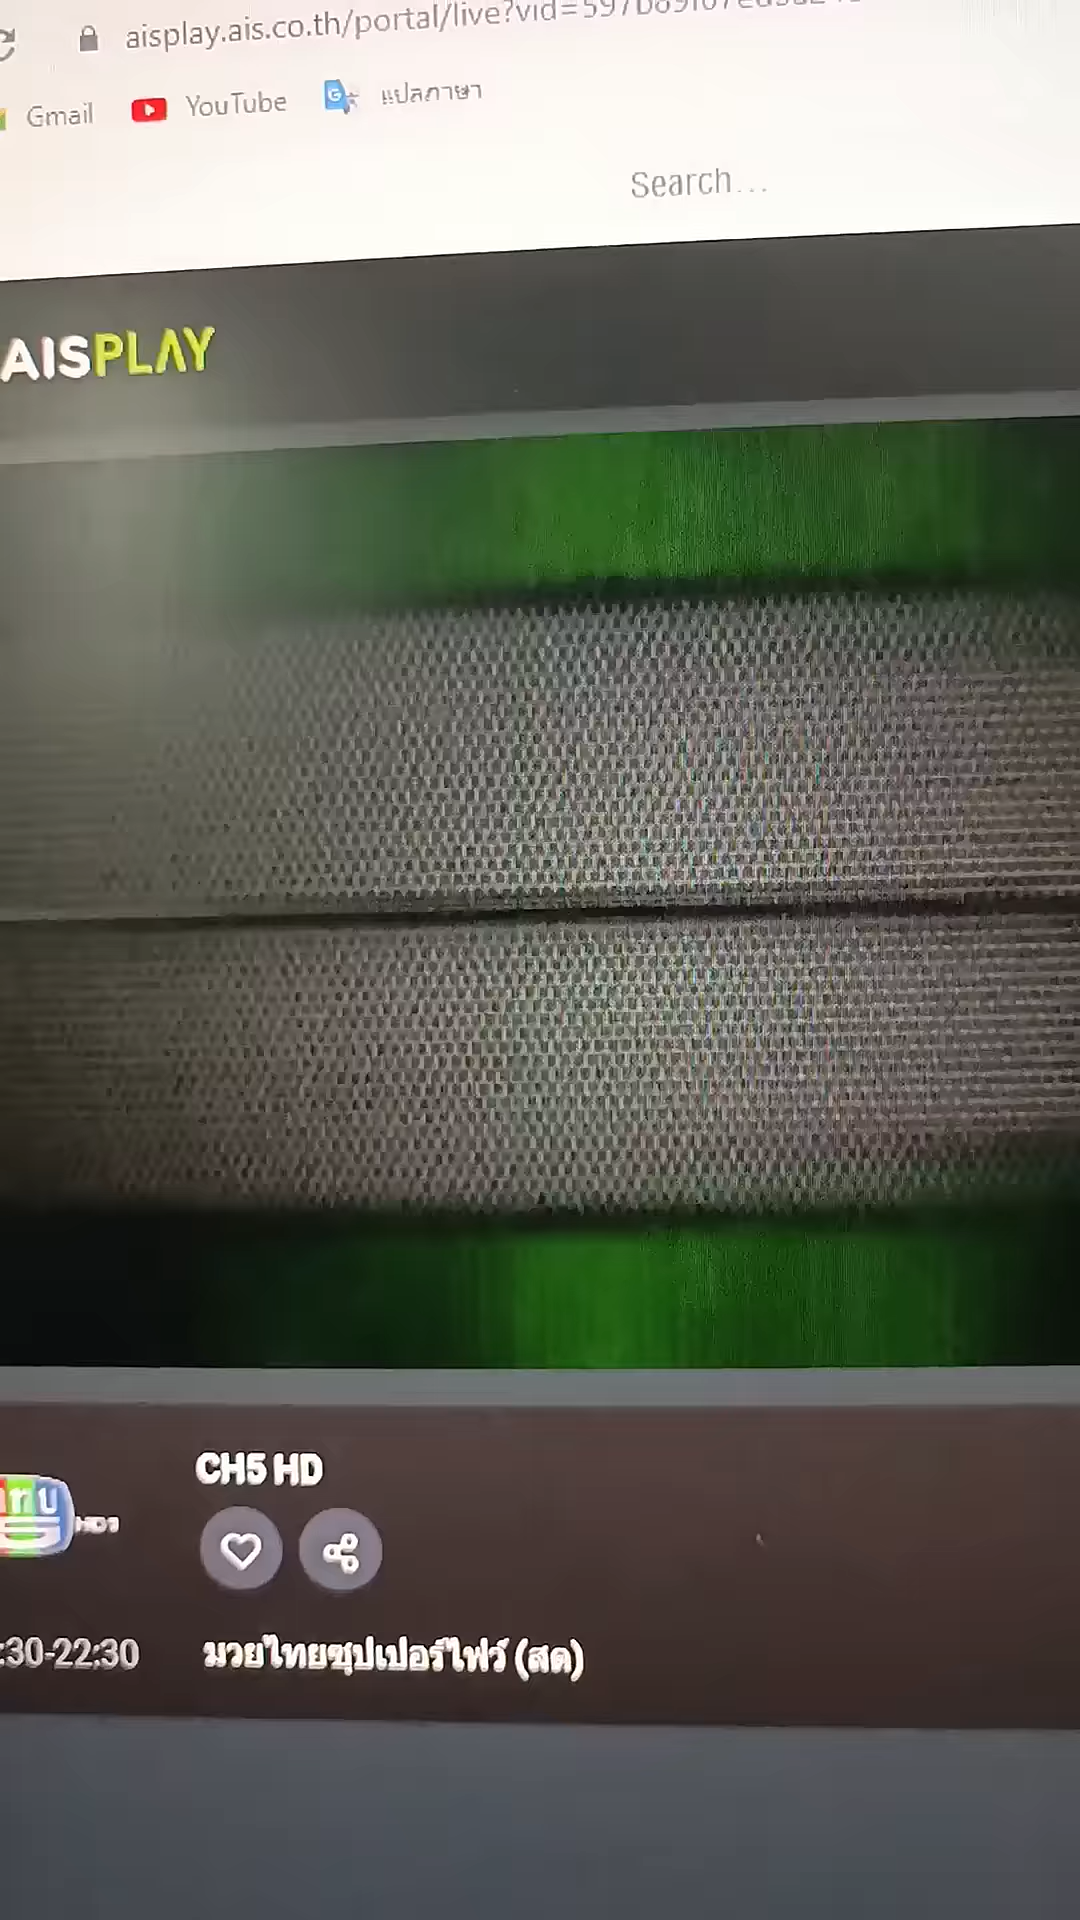 aisplay.ais.co.th/portal/live?vid=597b891
Gmail YouTube แปลภาษา
Search...
AISPLAY
CH5 HD
:30-22:30 มวยไทยซุปเปอร์ไฟว์ (สด)